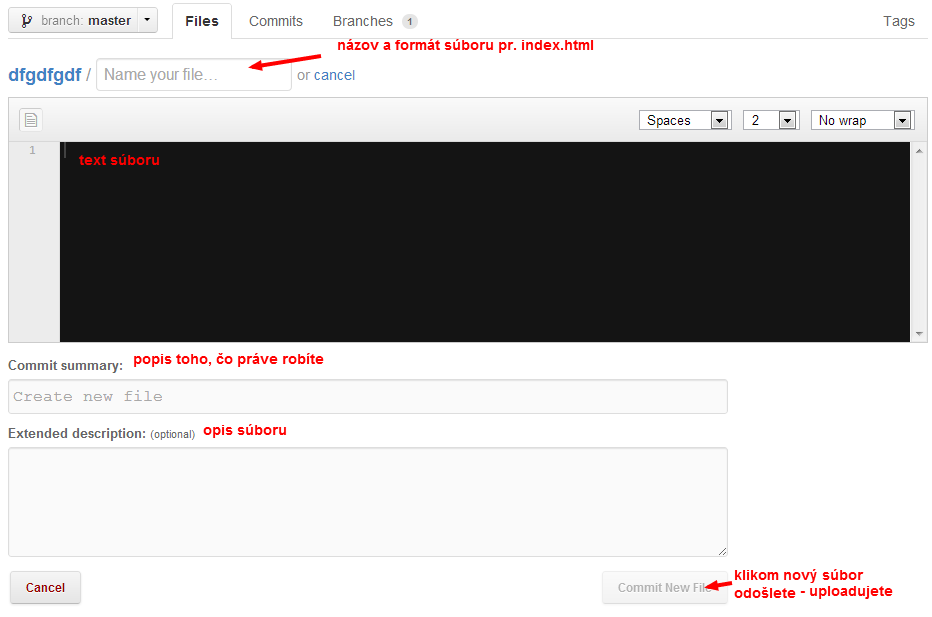 branch: master Files Commits Branches 1 Tags
názov a formát súboru pr. index.html
dfgdfgdf / Name your file... or cancel
Spaces 2 No wrap
1
text súboru
Commit summary: popis toho, čo práve robíte
Create new file
Extended description: (optional) opis súboru
Cancel Commit New File
klikom nový súbor
odošlete - uploadujete